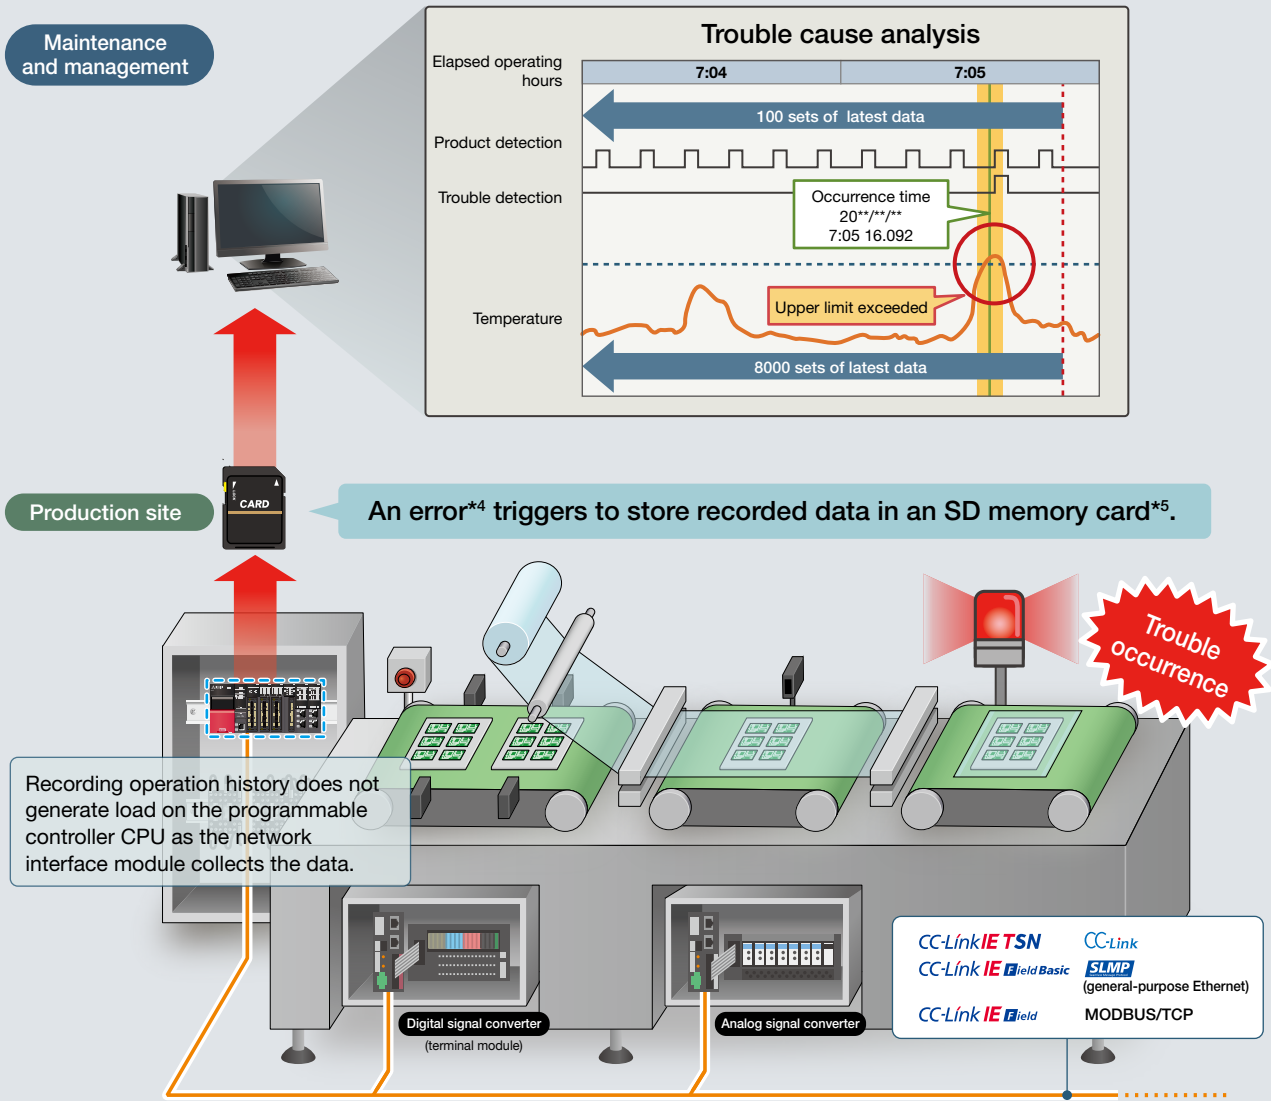 Maintenance
and management
Trouble cause analysis
Elapsed operating
hours
7:04
7:05
100 sets of latest data
Product detection
Trouble detection
Occurrence time
20**/**/**
7:05 16.092
Upper limit exceeded
Temperature
8000 sets of latest data
Production site
CARD
An error*4 triggers to store recorded data in an SD memory card*5.
Trouble
occurrence
Recording operation history does not
generate load on the programmable
controller CPU as the network
interface module collects the data.
Digital signal converter
(terminal module)
Analog signal converter
CC-Link IE TSN
CC-Link
CC-Link IE Field Basic
SLMP
(general-purpose Ethernet)
CC-Link IE Field
MODBUS/TCP